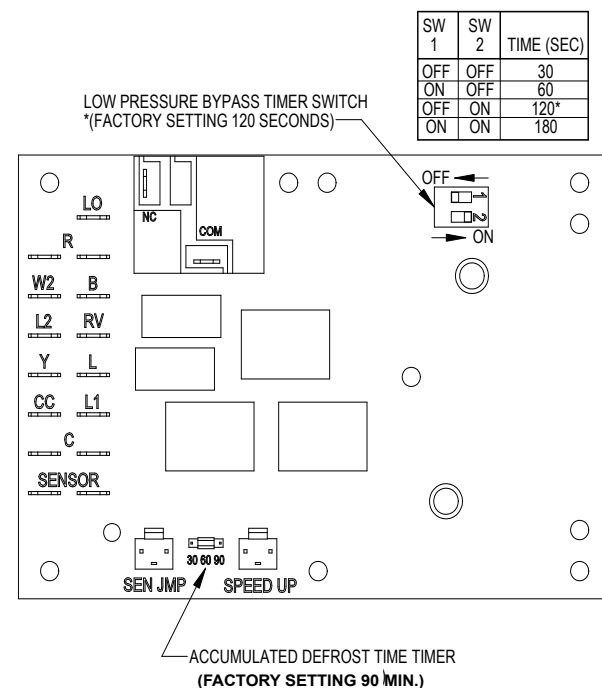 SW 1 SW 2 TIME (SEC)
OFF OFF 30
ON OFF 60
OFF ON 120*
ON ON 180
LOW PRESSURE BYPASS TIMER SWITCH
*(FACTORY SETTING 120 SECONDS)
OFF
1
2
ON
LO
R
W2 B
L2 RV
Y L
CC L1
C
SENSOR
NC
COM
30 60 90
SEN JMP SPEED UP
ACCUMULATED DEFROST TIME TIMER
(FACTORY SETTING 90 MIN.)